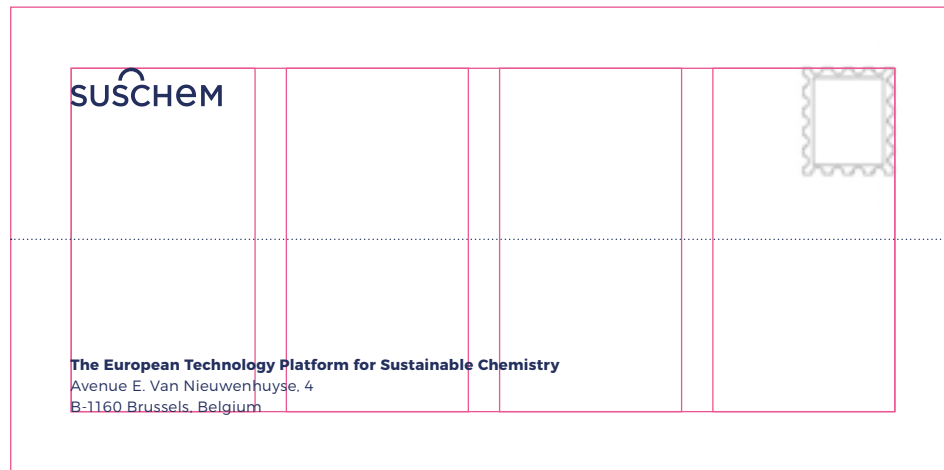 SUSCHEM
The European Technology Platform for Sustainable Chemistry
Avenue E. Van Nieuwenhuyse, 4
B-1160 Brussels, Belgium